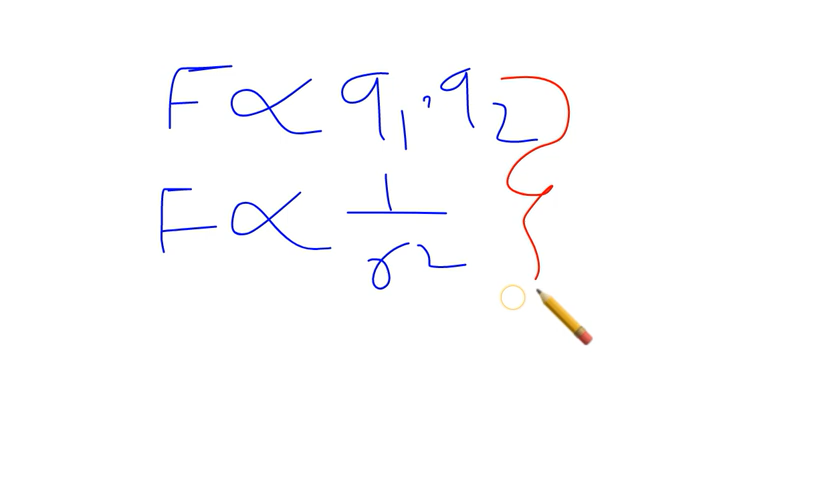 F ∝ q₁, q₂
F ∝ 1/r²